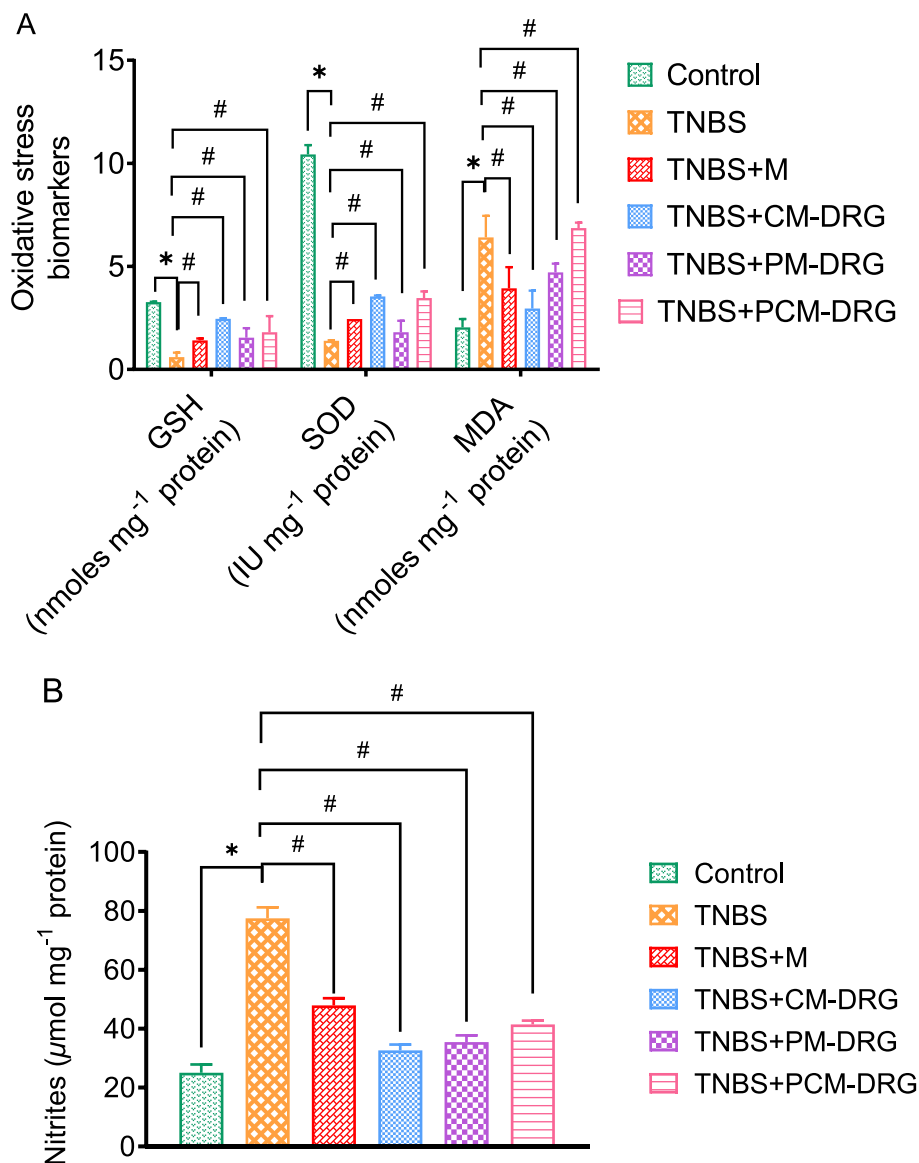 A
Oxidative stress
biomarkers
15
10
5
0
#
#
#
#
*
#
*
#
#
#
#
*
#
#
#
*
#
GSH
(nmoles mg⁻¹ protein)
SOD
(IU mg⁻¹ protein)
MDA
(nmoles mg⁻¹ protein)
Control
TNBS
TNBS+M
TNBS+CM-DRG
TNBS+PM-DRG
TNBS+PCM-DRG
B
Nitrites (µmol mg⁻¹ protein)
100
80
60
40
20
0
#
#
#
*
#
Control
TNBS
TNBS+M
TNBS+CM-DRG
TNBS+PM-DRG
TNBS+PCM-DRG